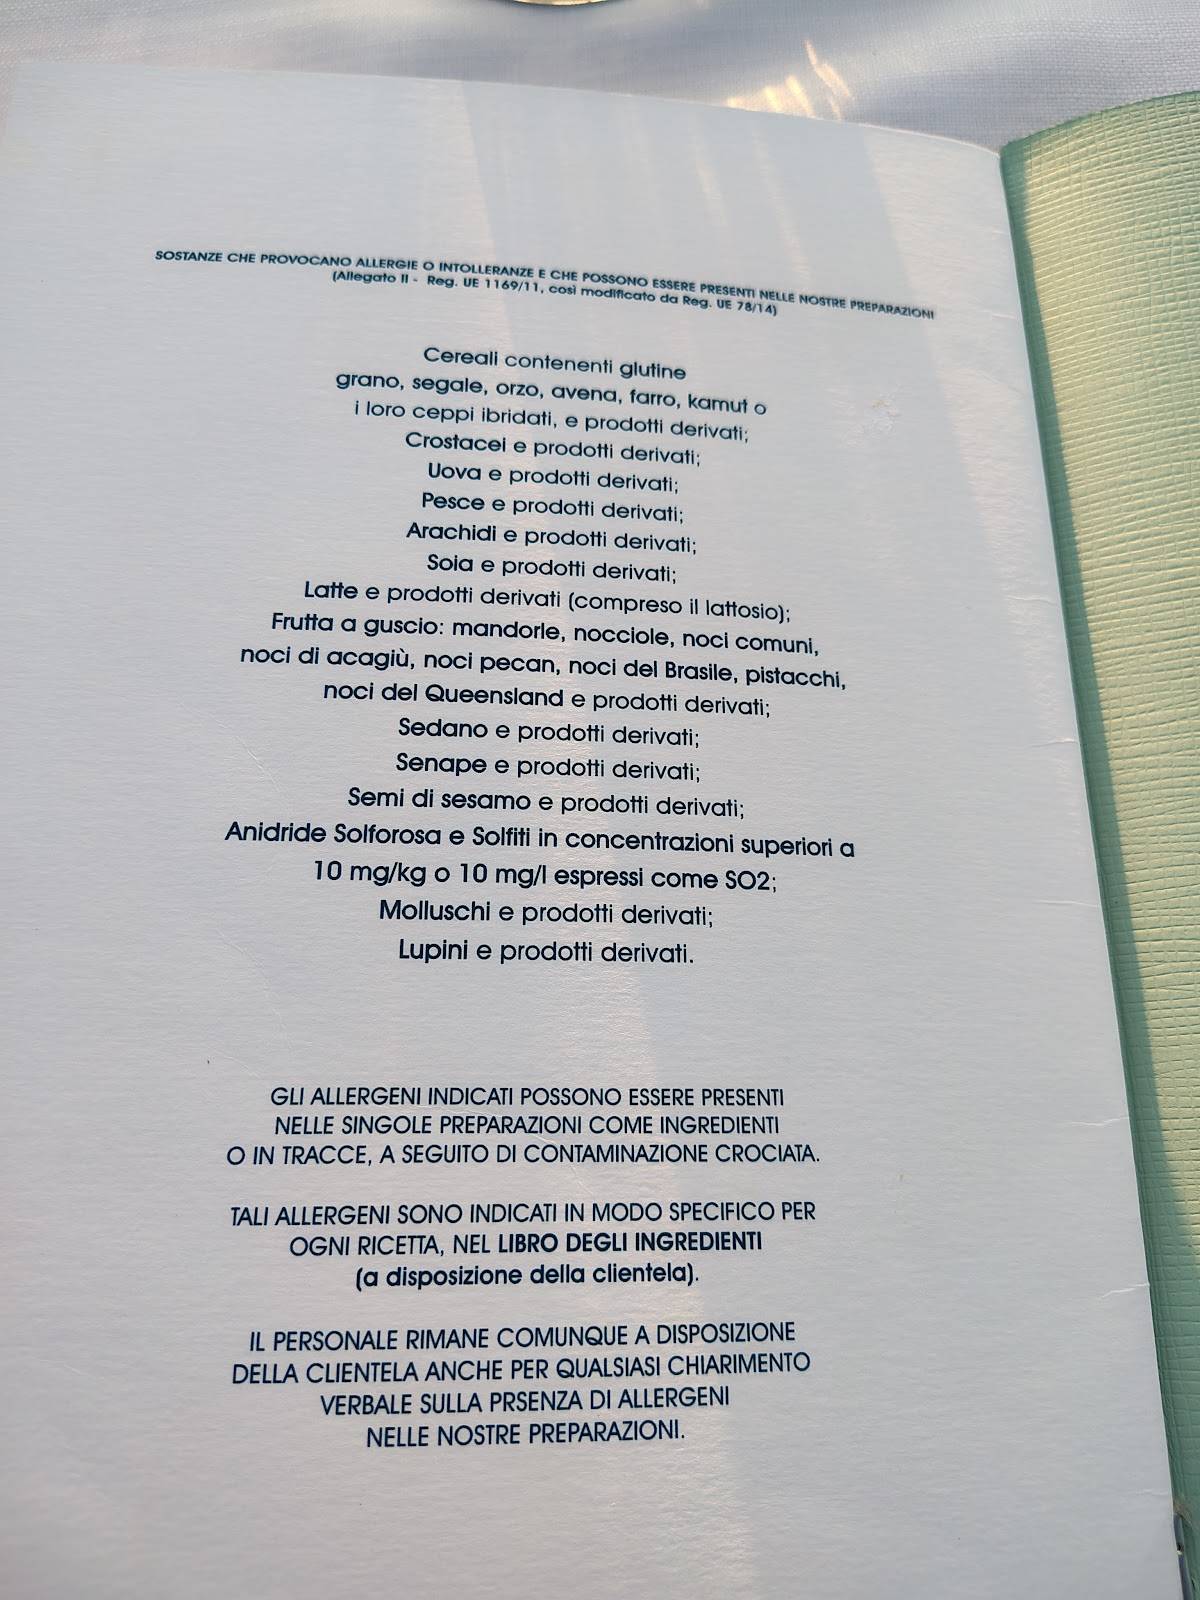 SOSTANZE CHE PROVOCANO ALLERGIE O INTOLLERANZE E CHE POSSONO ESSERE PRESENTI NELLE NOSTRE PREPARAZIONI
(Allegato II - Reg. UE 1169/11, così modificato da Reg. UE 78/14)
Cereali contenenti glutine
grano, segale, orzo, avena, farro, kamut o
i loro ceppi ibridati, e prodotti derivati;
Crostacei e prodotti derivati;
Uova e prodotti derivati;
Pesce e prodotti derivati;
Arachidi e prodotti derivati;
Soia e prodotti derivati;
Latte e prodotti derivati (compreso il lattosio);
Frutta a guscio: mandorle, nocciole, noci comuni,
noci di acagiù, noci pecan, noci del Brasile, pistacchi,
noci del Queensland e prodotti derivati;
Sedano e prodotti derivati;
Senape e prodotti derivati;
Semi di sesamo e prodotti derivati;
Anidride Solforosa e Solfiti in concentrazioni superiori a
10 mg/kg o 10 mg/l espressi come SO2;
Molluschi e prodotti derivati;
Lupini e prodotti derivati.
GLI ALLERGENI INDICATI POSSONO ESSERE PRESENTI
NELLE SINGOLE PREPARAZIONI COME INGREDIENTI
O IN TRACCE, A SEGUITO DI CONTAMINAZIONE CROCIATA.
TALI ALLERGENI SONO INDICATI IN MODO SPECIFICO PER
OGNI RICETTA, NEL LIBRO DEGLI INGREDIENTI
(a disposizione della clientela).
IL PERSONALE RIMANE COMUNQUE A DISPOSIZIONE
DELLA CLIENTELA ANCHE PER QUALSIASI CHIARIMENTO
VERBALE SULLA PRSENZA DI ALLERGENI
NELLE NOSTRE PREPARAZIONI.